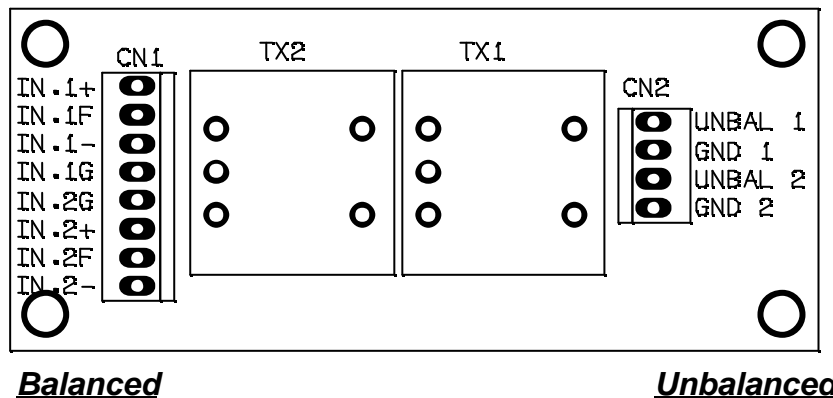 CN1
TX2
TX1
CN2
IN.1+
IN.1F
IN.1-
IN.1G
IN.2G
IN.2+
IN.2F
IN.2-
UNBAL 1
GND 1
UNBAL 2
GND 2
Balanced
Unbalanced